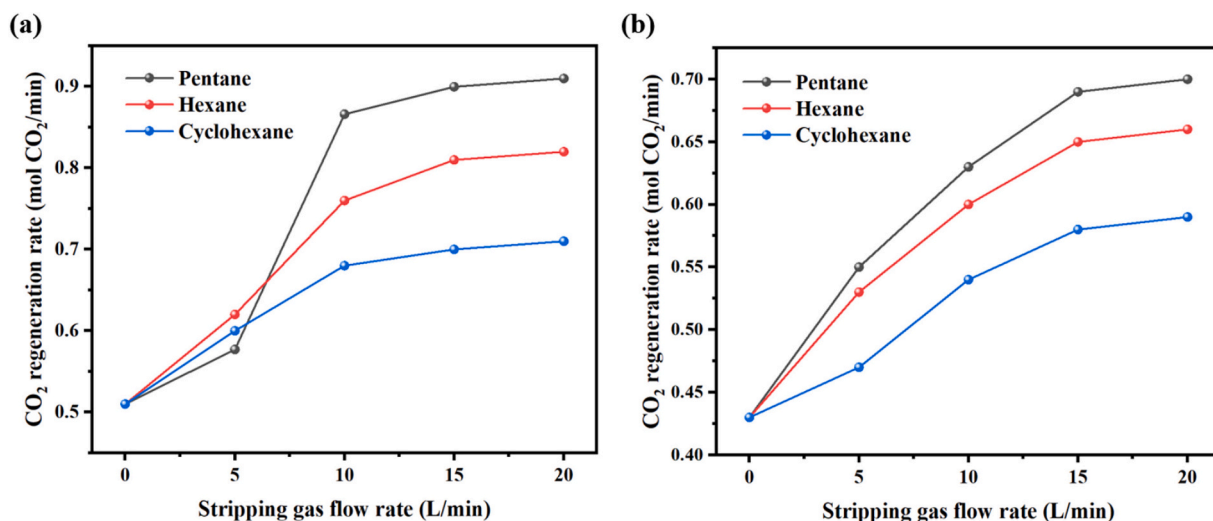 (a)
CO₂ regeneration rate (mol CO₂/min)
0.9
0.8
0.7
0.6
0.5
Pentane
Hexane
Cyclohexane
0 5 10 15 20
Stripping gas flow rate (L/min)
(b)
CO₂ regeneration rate (mol CO₂/min)
0.70
0.65
0.60
0.55
0.50
0.45
0.40
Pentane
Hexane
Cyclohexane
0 5 10 15 20
Stripping gas flow rate (L/min)